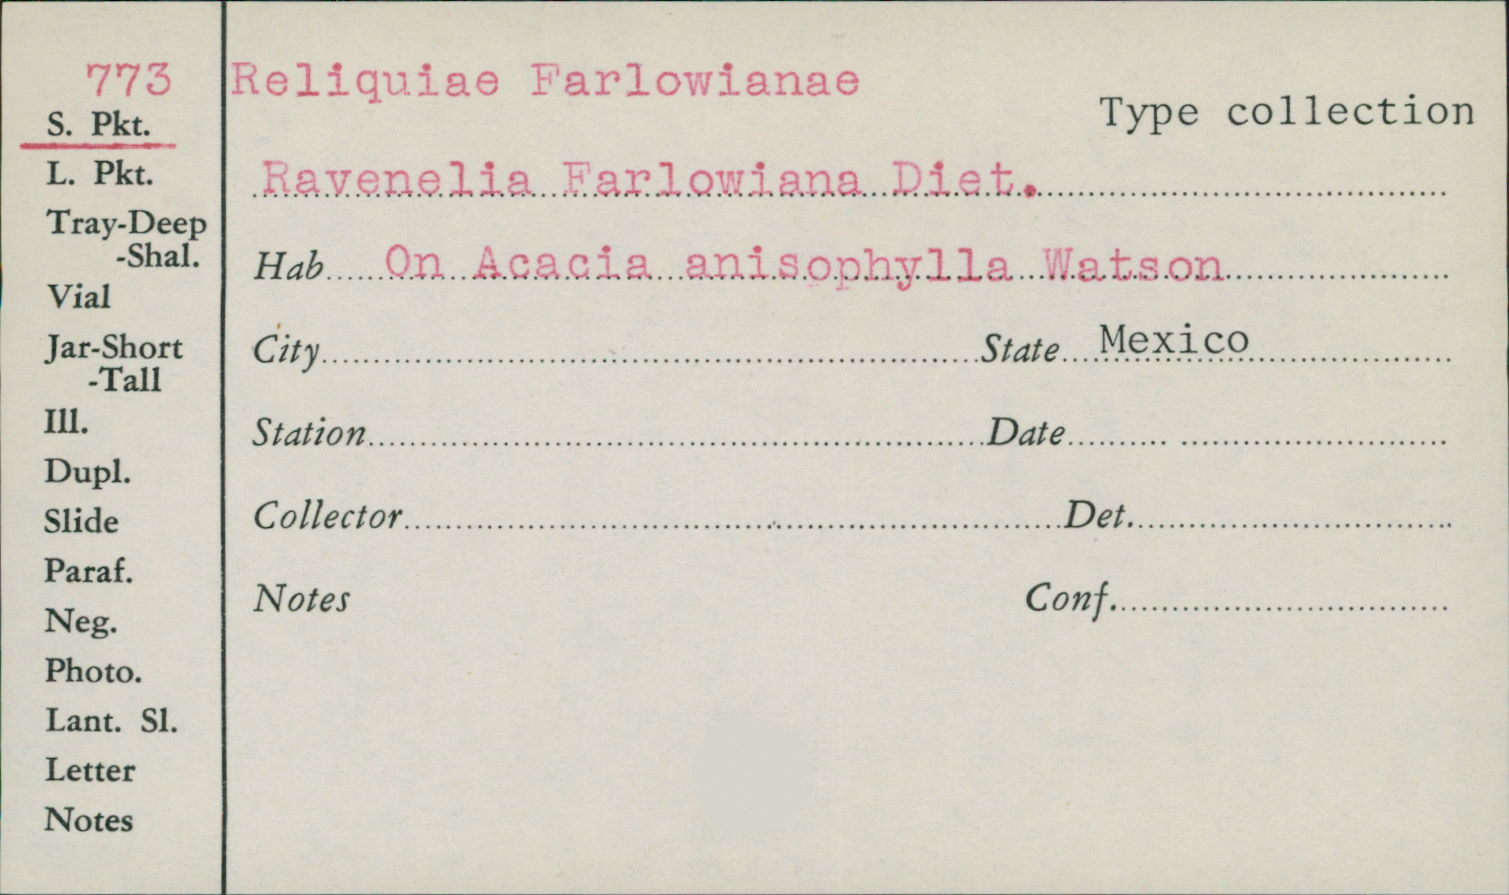 773
S. Pkt.
L. Pkt.
Tray-Deep
-Shal.
Vial
Jar-Short
-Tall
Ill.
Dupl.
Slide
Paraf.
Neg.
Photo.
Lant. Sl.
Letter
Notes
Reliquiae Farlowianae
Type collection
Ravenelia Farlowiana Diet.
Hab On Acacia anisophylla Watson
City State Mexico
Station Date
Collector Det.
Notes Conf.